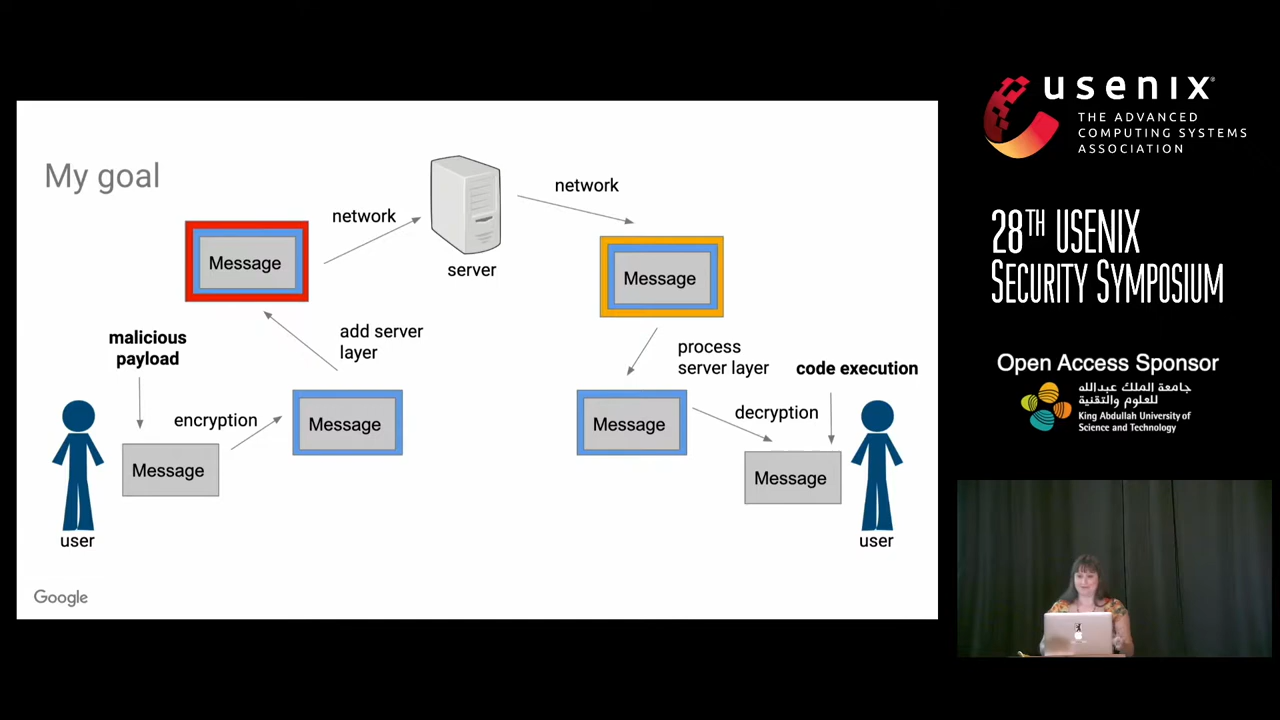 My goal
network
server
network
Message
Message
malicious
payload
add server
layer
process
server layer
code execution
encryption
Message
Message
decryption
Message
Message
user
user
Google
usenix
THE ADVANCED
COMPUTING SYSTEMS
ASSOCIATION
28TH USENIX
SECURITY SYMPOSIUM
Open Access Sponsor
جامعة الملك عبدالله
للعلوم والتقنية
King Abdullah University of
Science and Technology